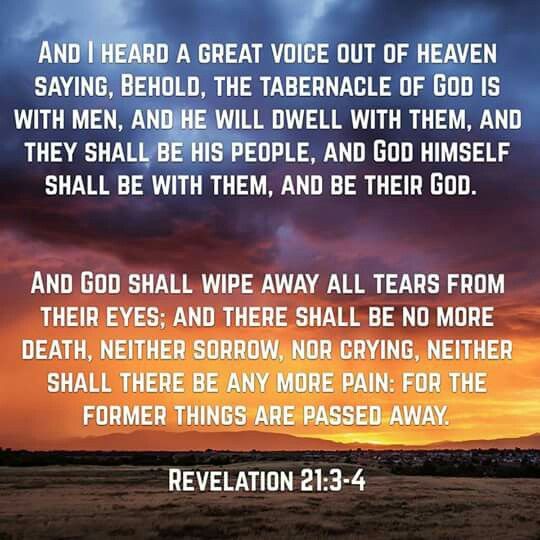 And I heard a great voice out of heaven
saying, Behold, the tabernacle of God is
with men, and he will dwell with them, and
they shall be his people, and God himself
shall be with them, and be their God.
And God shall wipe away all tears from
their eyes; and there shall be no more
death, neither sorrow, nor crying, neither
shall there be any more pain: for the
former things are passed away.
Revelation 21:3-4